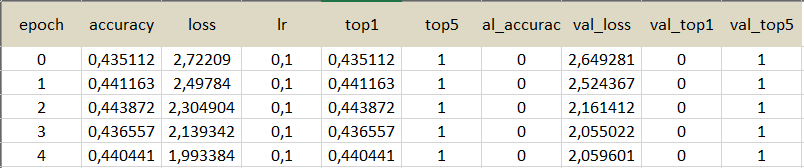 epoch accuracy loss lr top1 top5 al_accurac val_loss val_top1 val_top5
0 0,435112 2,72209 0,1 0,435112 1 0 2,649281 0 1
1 0,441163 2,49784 0,1 0,441163 1 0 2,524367 0 1
2 0,443872 2,304904 0,1 0,443872 1 0 2,161412 0 1
3 0,436557 2,139342 0,1 0,436557 1 0 2,055022 0 1
4 0,440441 1,993384 0,1 0,440441 1 0 2,059601 0 1